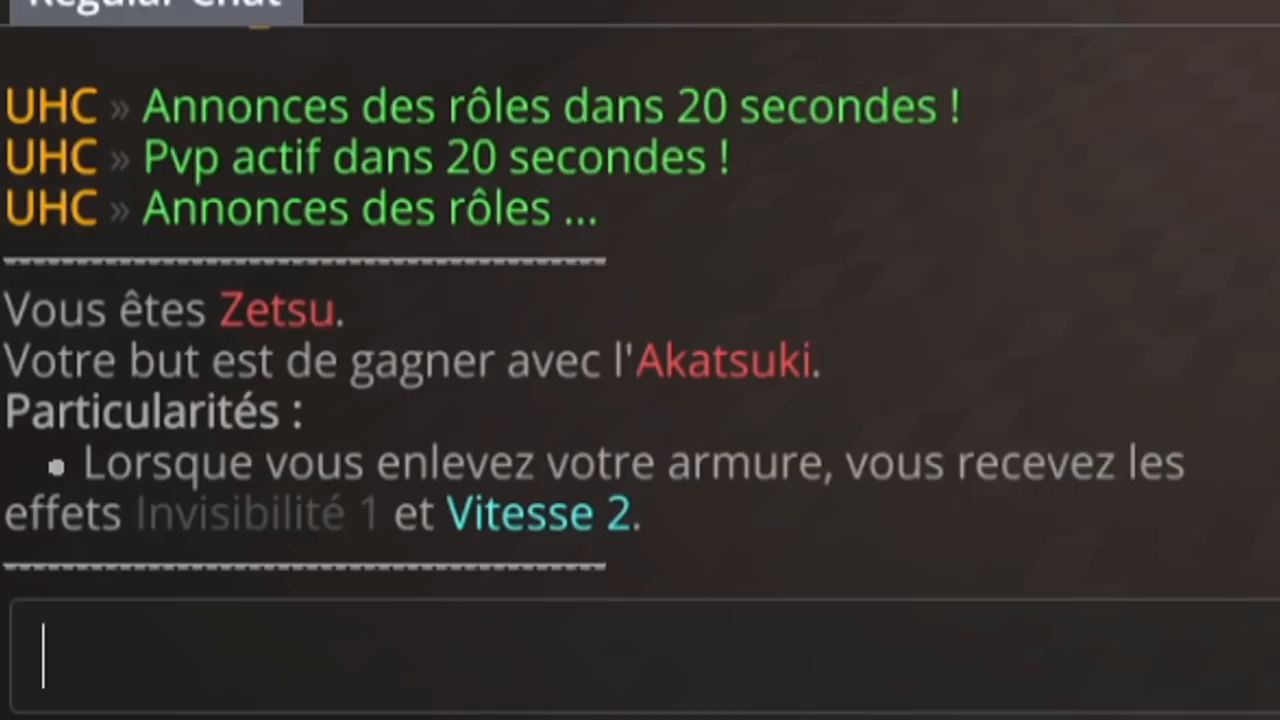 Regular Chat
UHC » Annonces des rôles dans 20 secondes !
UHC » Pvp actif dans 20 secondes !
UHC » Annonces des rôles ...
Vous êtes Zetsu.
Votre but est de gagner avec l'Akatsuki.
Particularités :
▪ Lorsque vous enlevez votre armure, vous recevez les
effets Invisibilité 1 et Vitesse 2.